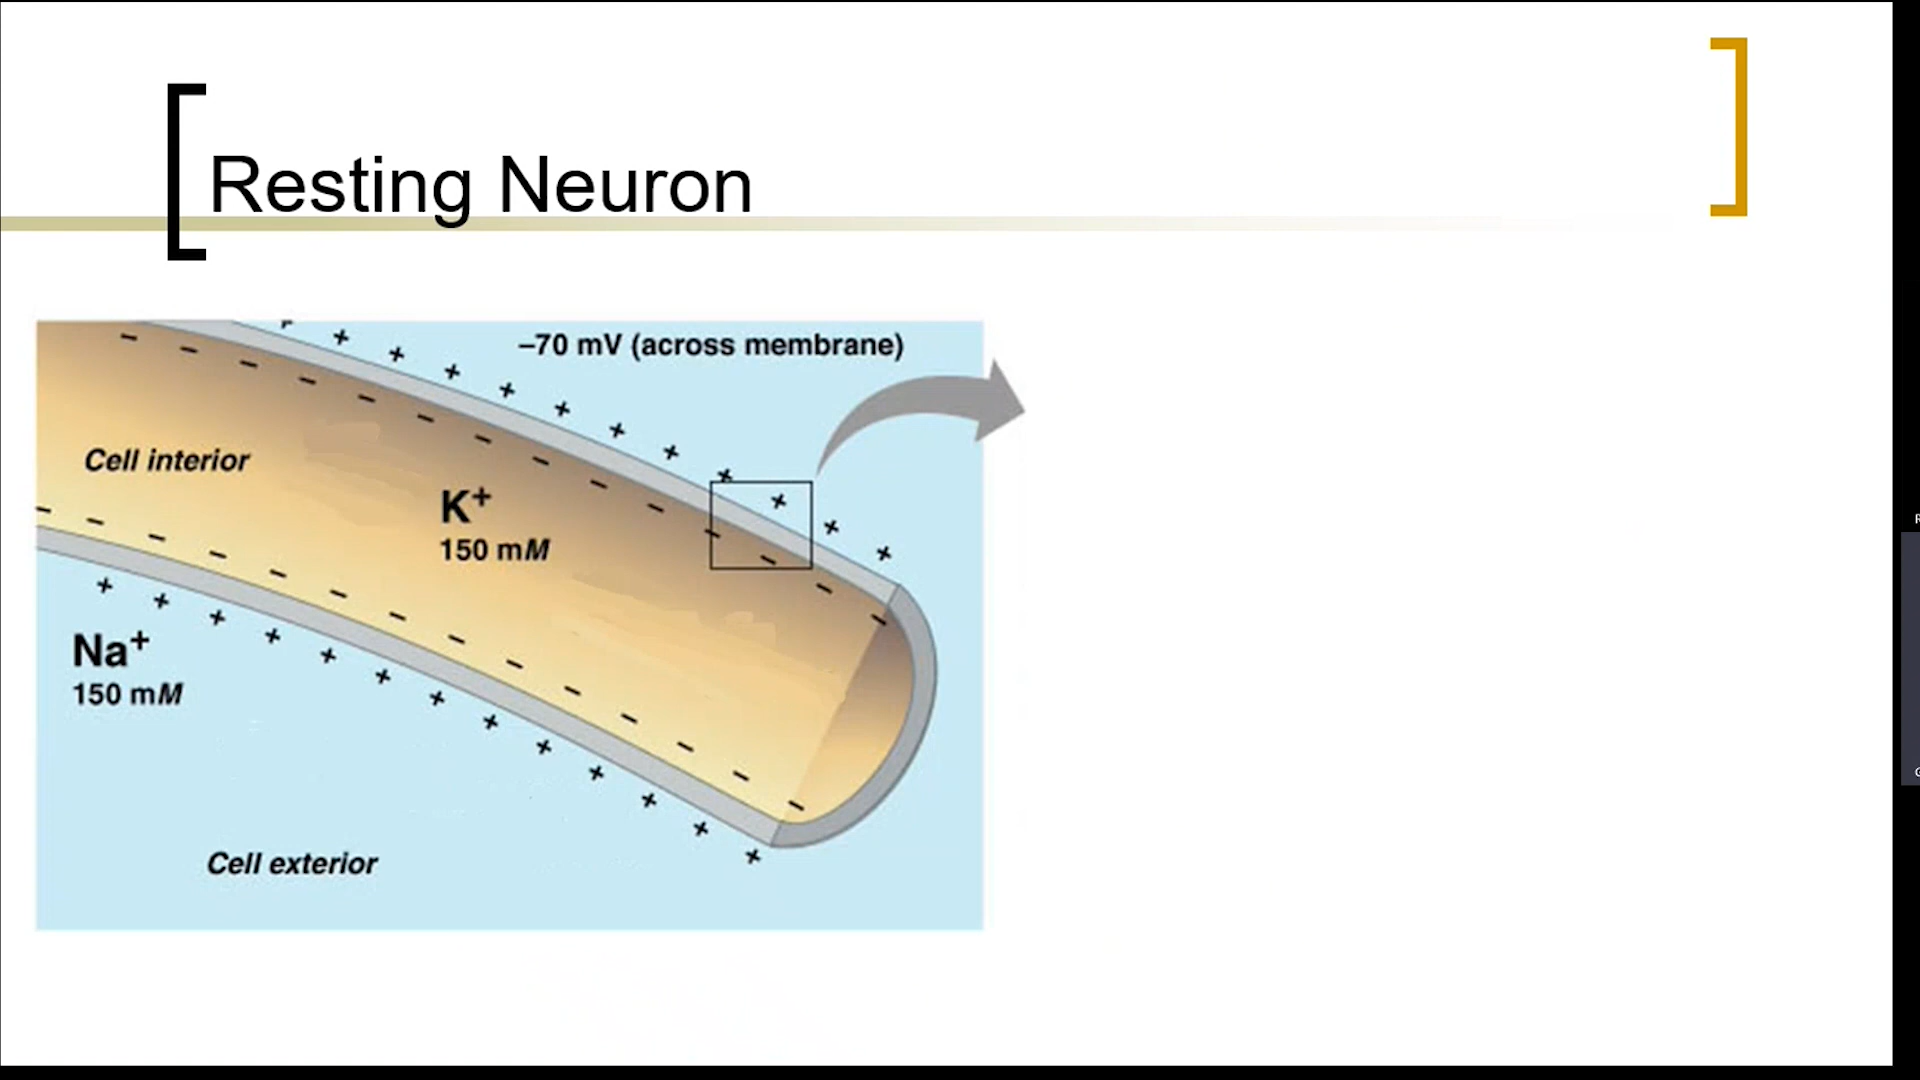 Resting Neuron
–70 mV (across membrane)
Cell interior
K+
150 mM
Na+
150 mM
Cell exterior